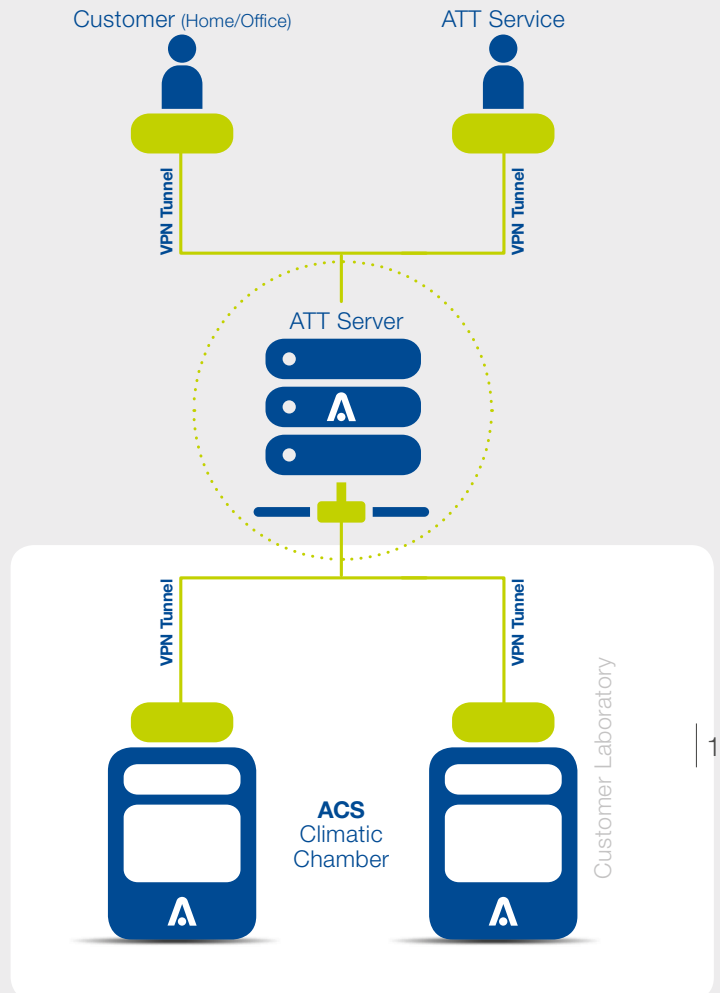 Customer (Home/Office)
ATT Service
VPN Tunnel
VPN Tunnel
ATT Server
VPN Tunnel
VPN Tunnel
Customer Laboratory
ACS
Climatic
Chamber
1